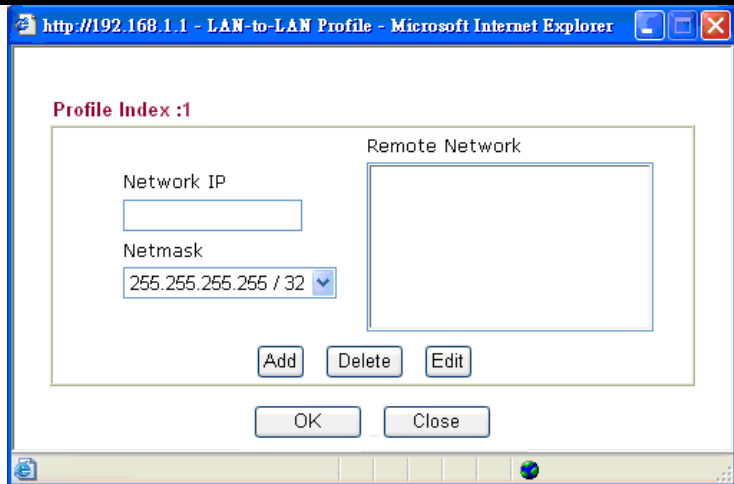 http://192.168.1.1 - LAN-to-LAN Profile - Microsoft Internet Explorer
Profile Index :1
Remote Network
Network IP
Netmask
255.255.255.255 / 32
Add Delete Edit
OK Close